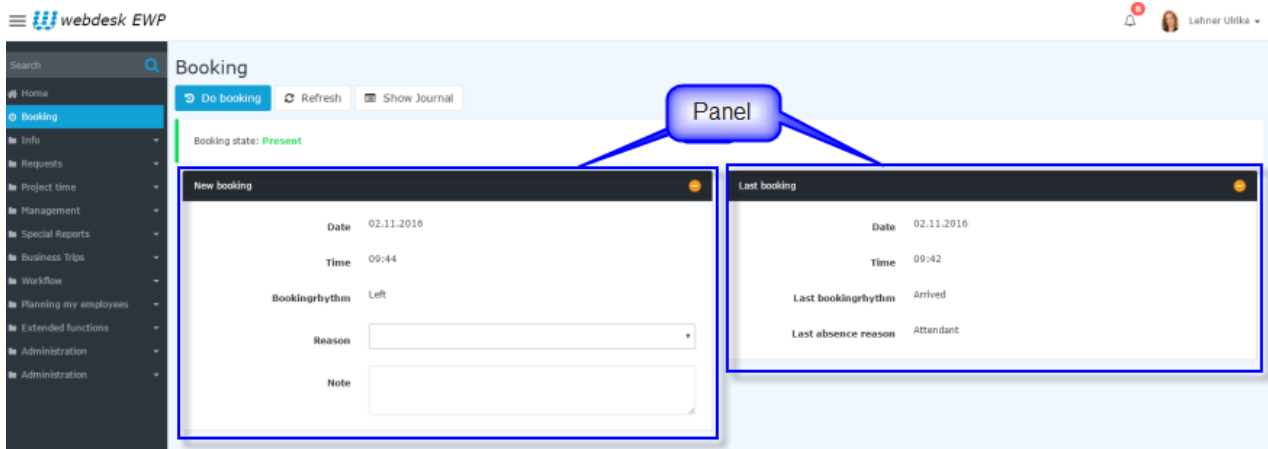 webdesk EWP
8
Lehner Ulrike
Search
Home
Booking
Info
Requests
Project time
Management
Special Reports
Business Trips
Workflow
Planning my employees
Extended functions
Administration
Administration
Booking
Do booking
Refresh
Show Journal
Panel
Booking state: Present
New booking
Date 02.11.2016
Time 09:44
Bookingrhythm Left
Reason
Note
Last booking
Date 02.11.2016
Time 09:42
Last bookingrhythm Arrived
Last absence reason Attendant